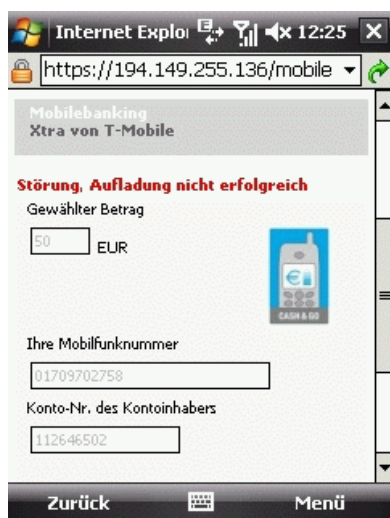 Internet Explo 12:25
https://194.149.255.136/mobile
Mobilebanking
Xtra von T-Mobile
Störung, Aufladung nicht erfolgreich
Gewählter Betrag
50 EUR
CASH & GO
Ihre Mobilfunknummer
01709702758
Konto-Nr. des Kontoinhabers
112646502
Zurück Menü